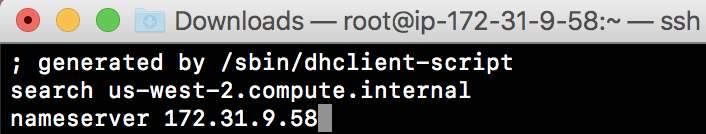 Downloads — root@ip-172-31-9-58:~ — ssh
; generated by /sbin/dhclient-script
search us-west-2.compute.internal
nameserver 172.31.9.58